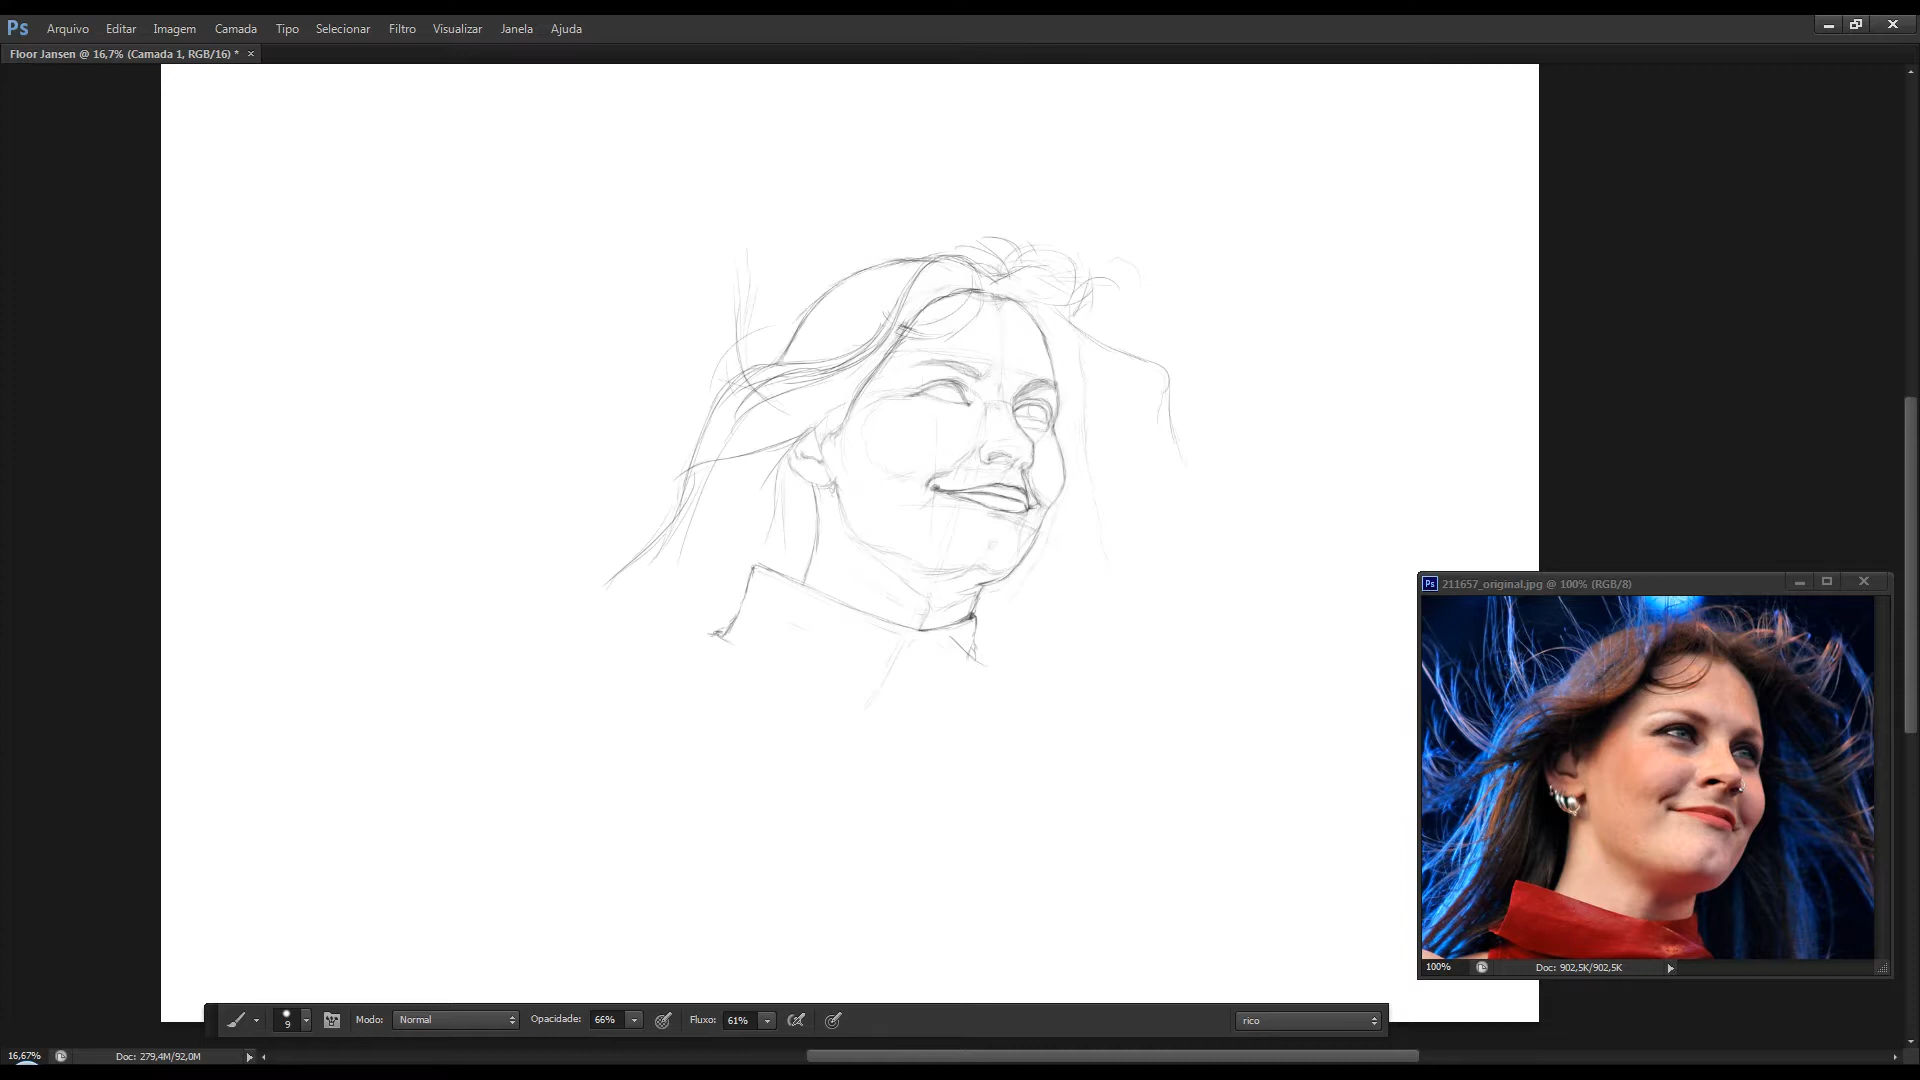 Ps Arquivo Editar Imagem Camada Tipo Selecionar Filtro Visualizar Janela Ajuda
Floor Jansen @ 16,7% (Camada 1, RGB/16) *
Ps 211657_original.jpg @ 100% (RGB/8)
100% Doc: 902,5K/902,5K
9 Modo: Normal Opacidade: 66% Fluxo: 61% rico
16,67% Doc: 279,4M/92,0M